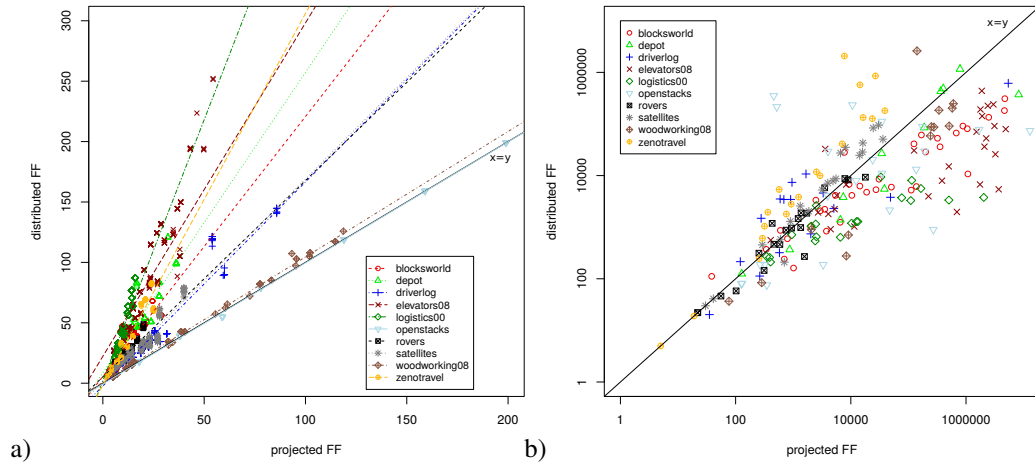 a)
distributed FF
300
250
200
150
100
50
0
x=y
blocksworld
depot
driverlog
elevators08
logistics00
openstacks
rovers
satellites
woodworking08
zenotravel
0 50 100 150 200
projected FF
b)
distributed FF
1000000
10000
100
1
x=y
blocksworld
depot
driverlog
elevators08
logistics00
openstacks
rovers
satellites
woodworking08
zenotravel
1 100 10000 1000000
projected FF